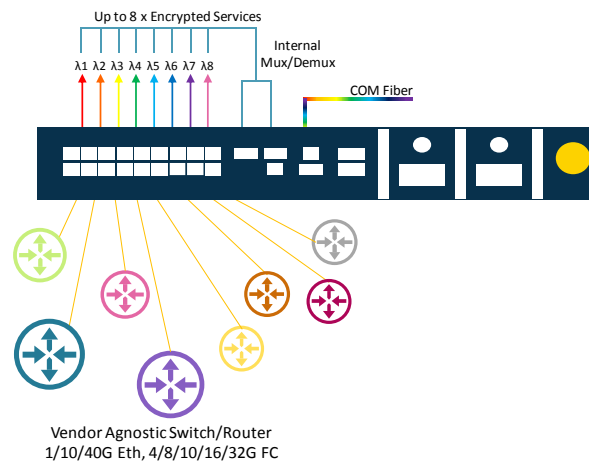 Up to 8 x Encrypted Services
Internal
Mux/Demux
λ1 λ2 λ3 λ4 λ5 λ6 λ7 λ8
COM Fiber
Vendor Agnostic Switch/Router
1/10/40G Eth, 4/8/10/16/32G FC